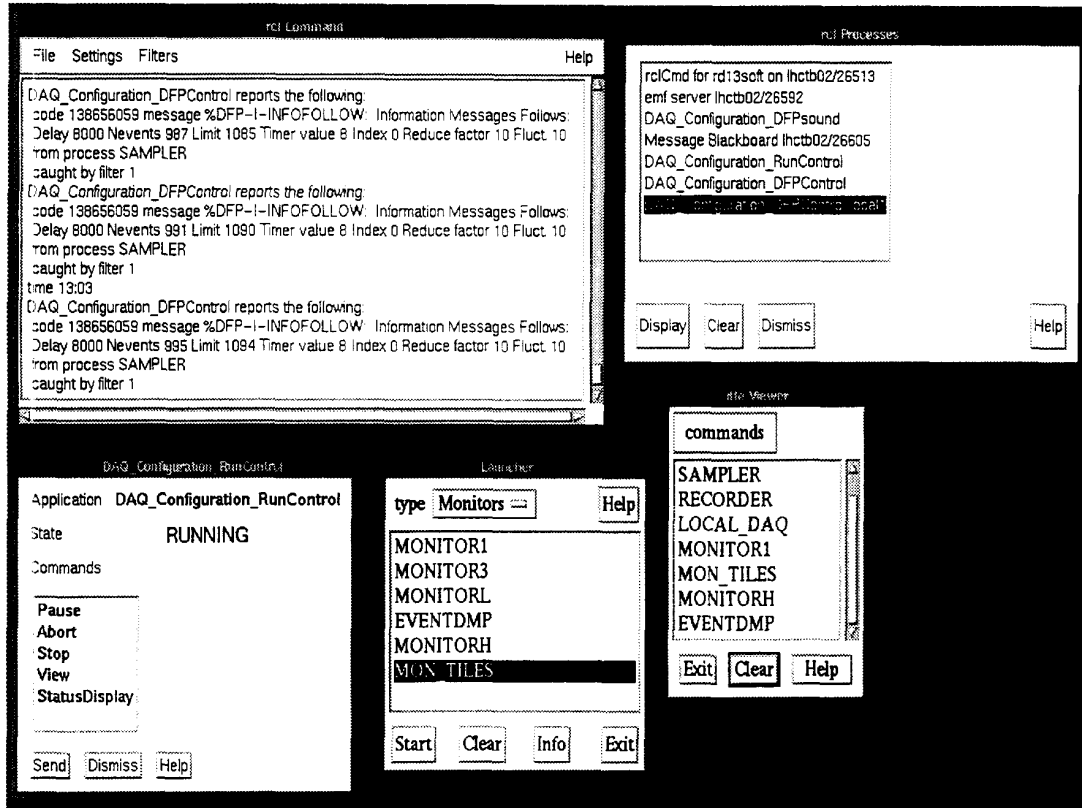 rcl Command
File Settings Filters Help
DAQ_Configuration_DFPControl reports the following:
code 138656059 message %DFP-I-INFOFOLLOW: Information Messages Follows:
Delay 8000 Nevents 987 Limit 1085 Timer value 8 Index 0 Reduce factor 10 Fluct. 10
from process SAMPLER
caught by filter 1
DAQ_Configuration_DFPControl reports the following:
code 138656059 message %DFP-I-INFOFOLLOW: Information Messages Follows:
Delay 8000 Nevents 991 Limit 1090 Timer value 8 Index 0 Reduce factor 10 Fluct. 10
from process SAMPLER
caught by filter 1
time 13:03
DAQ_Configuration_DFPControl reports the following:
code 138656059 message %DFP-I-INFOFOLLOW: Information Messages Follows:
Delay 8000 Nevents 995 Limit 1094 Timer value 8 Index 0 Reduce factor 10 Fluct. 10
from process SAMPLER
caught by filter 1
rcl Processes
rclCmd for rd13soft on lhctb02/26513
emf server lhctb02/26592
DAQ_Configuration_DFPsound
Message Blackboard lhctb02/26605
DAQ_Configuration_RunControl
DAQ_Configuration_DFPControl
Display Clear Dismiss Help
DAQ_Configuration_RunControl
Application DAQ_Configuration_RunControl
State RUNNING
Commands
Pause
Abort
Stop
View
StatusDisplay
Send Dismiss Help
Launcher
type Monitors Help
MONITOR1
MONITOR3
MONITORL
EVENTDMP
MONITORH
MON_TILES
Start Clear Info Exit
Viewer
commands
SAMPLER
RECORDER
LOCAL_DAQ
MONITOR1
MON_TILES
MONITORH
EVENTDMP
Exit Clear Help